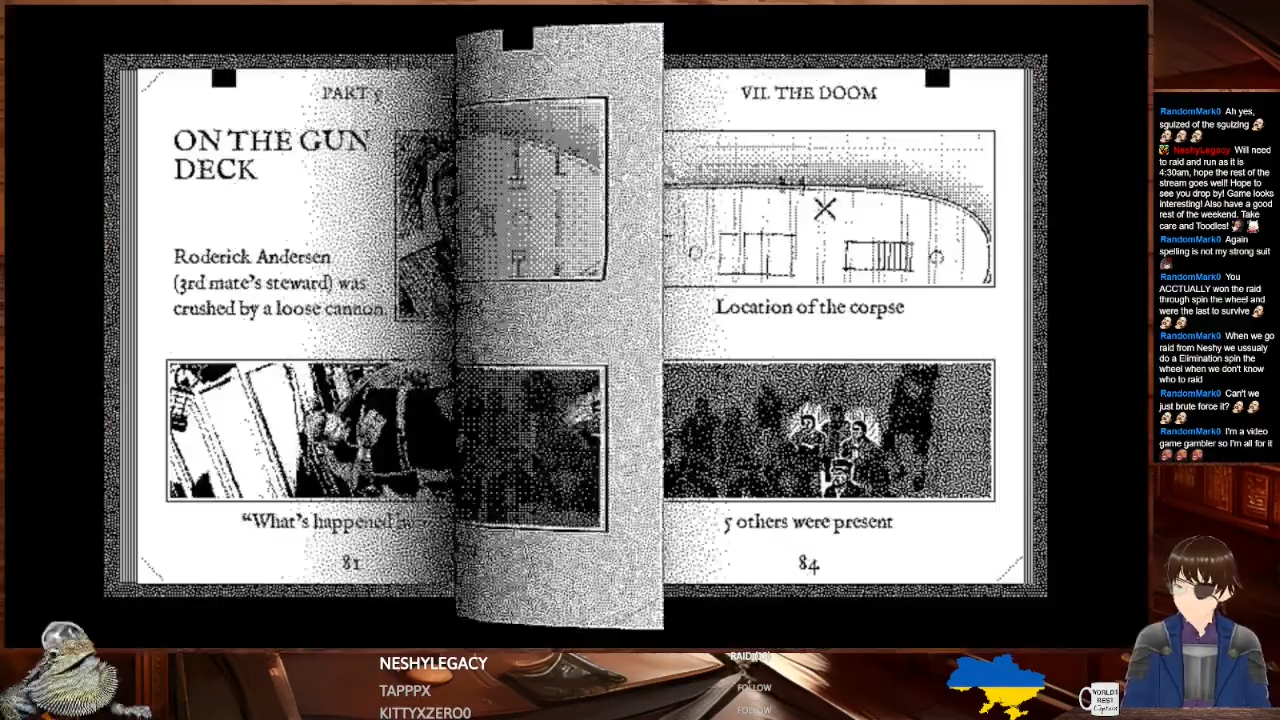 PART 5
ON THE GUN
DECK
Roderick Andersen
(3rd mate's steward) was
crushed by a loose cannon.
"What's happened
81
VII. THE DOOM
Location of the corpse
5 others were present
84
RandomMark0 Ah yes,
sguized of the sguizing
NeshyLegacy Will need
to raid and run as it is
4:30am, hope the rest of the
stream goes well! Hope to
see you drop by! Game looks
interesting! Also have a good
rest of the weekend. Take
care and Toodles!
RandomMark0 Again
spelling is not my strong suit
RandomMark0 You
ACCTUALLY won the raid
through spin the wheel and
were the last to survive
RandomMark0 When we go
raid from Neshy we ussualy
do a Elimination spin the
wheel when we don't know
who to raid
RandomMark0 Can't we
just brute force it?
RandomMark0 I'm a video
game gambler so I'm all for it
NESHYLEGACY
TAPPPX
FOLLOW
KITTYXZERO0
FOLLOW
WORLD'S
BEST
Captain